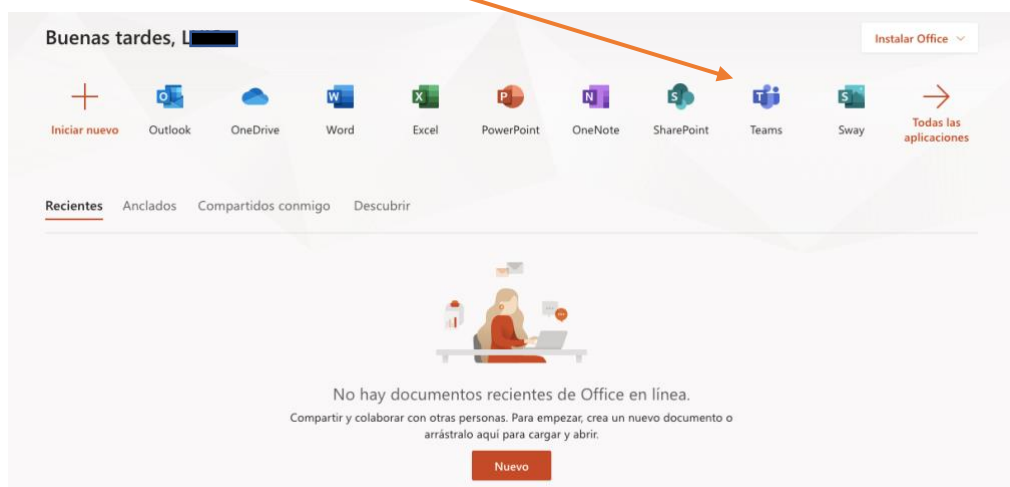 Buenas tardes, L
Instalar Office
Iniciar nuevo
Outlook
OneDrive
Word
Excel
PowerPoint
OneNote
SharePoint
Teams
Sway
Todas las
aplicaciones
Recientes
Anclados
Compartidos conmigo
Descubrir
No hay documentos recientes de Office en línea.
Compartir y colaborar con otras personas. Para empezar, crea un nuevo documento o
arrástralo aquí para cargar y abrir.
Nuevo